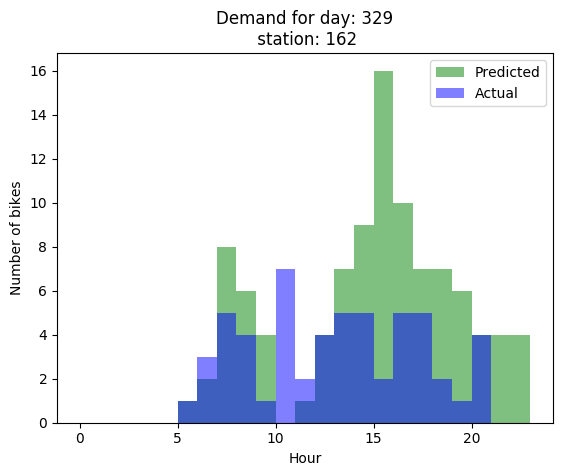 Demand for day: 329
station: 162
Predicted
Actual
Number of bikes
16
14
12
10
8
6
4
2
0
0 5 10 15 20
Hour